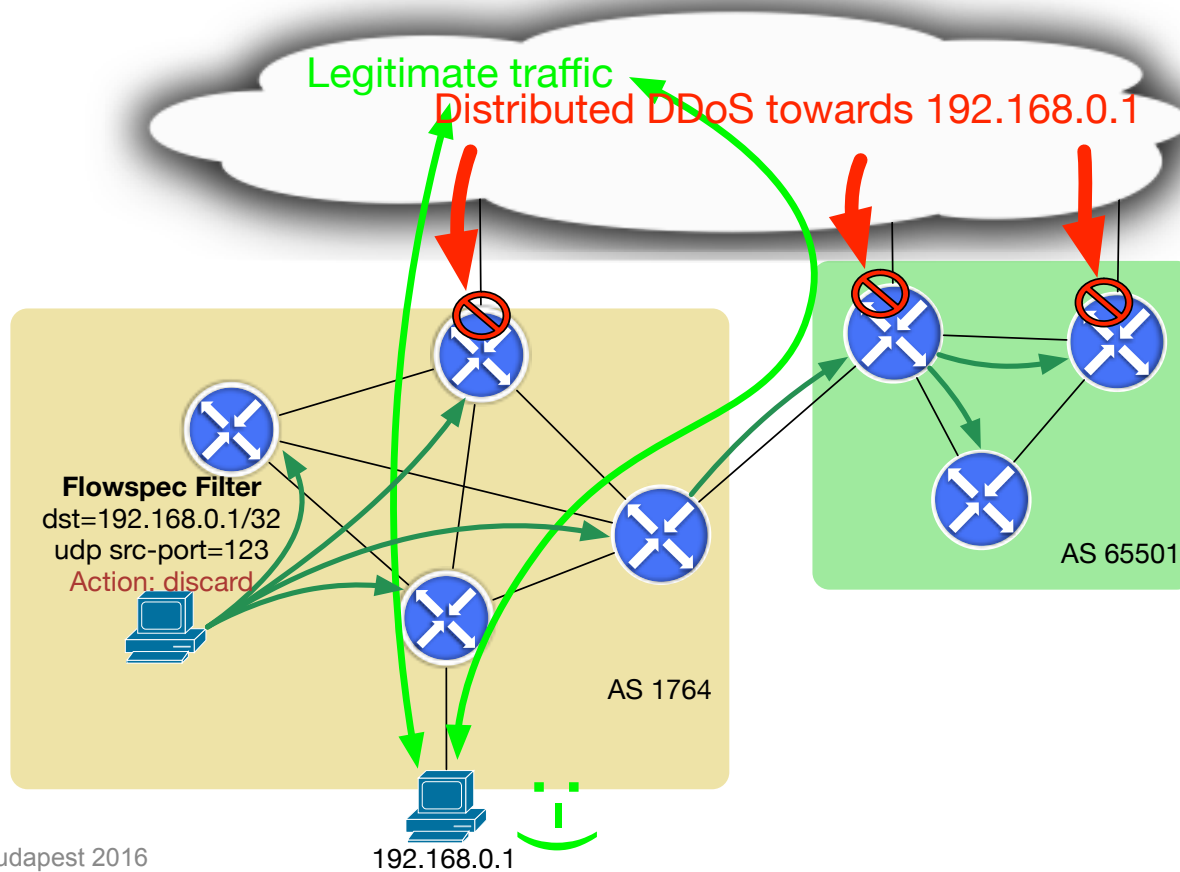 Legitimate traffic
Distributed DDoS towards 192.168.0.1
Flowspec Filter
dst=192.168.0.1/32
udp src-port=123
Action: discard
AS 65501
AS 1764
192.168.0.1
2016